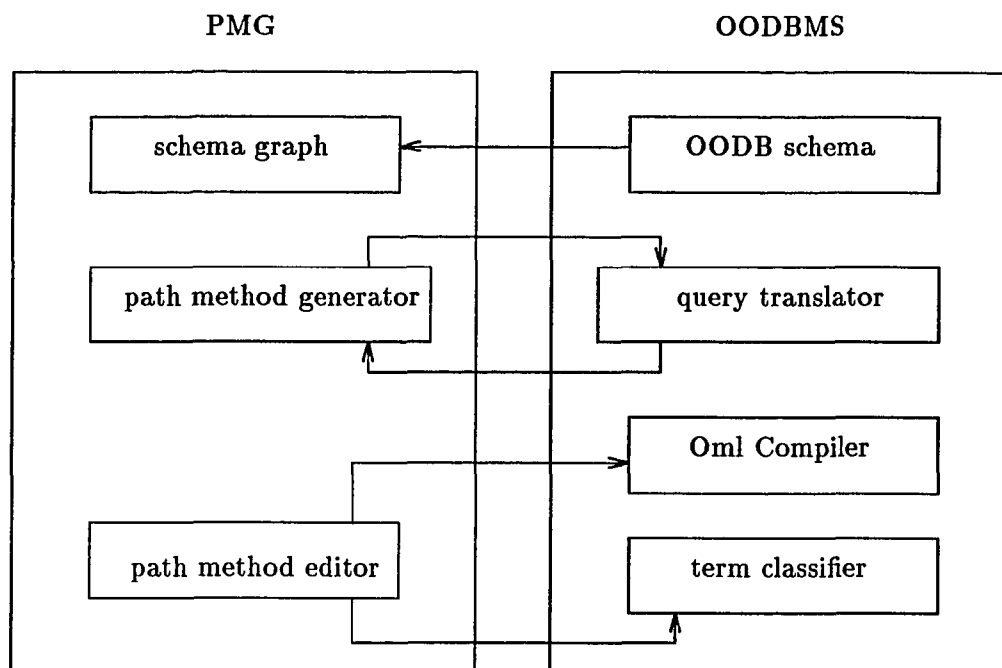 PMG
OODBMS
schema graph
OODB schema
path method generator
query translator
Oml Compiler
path method editor
term classifier